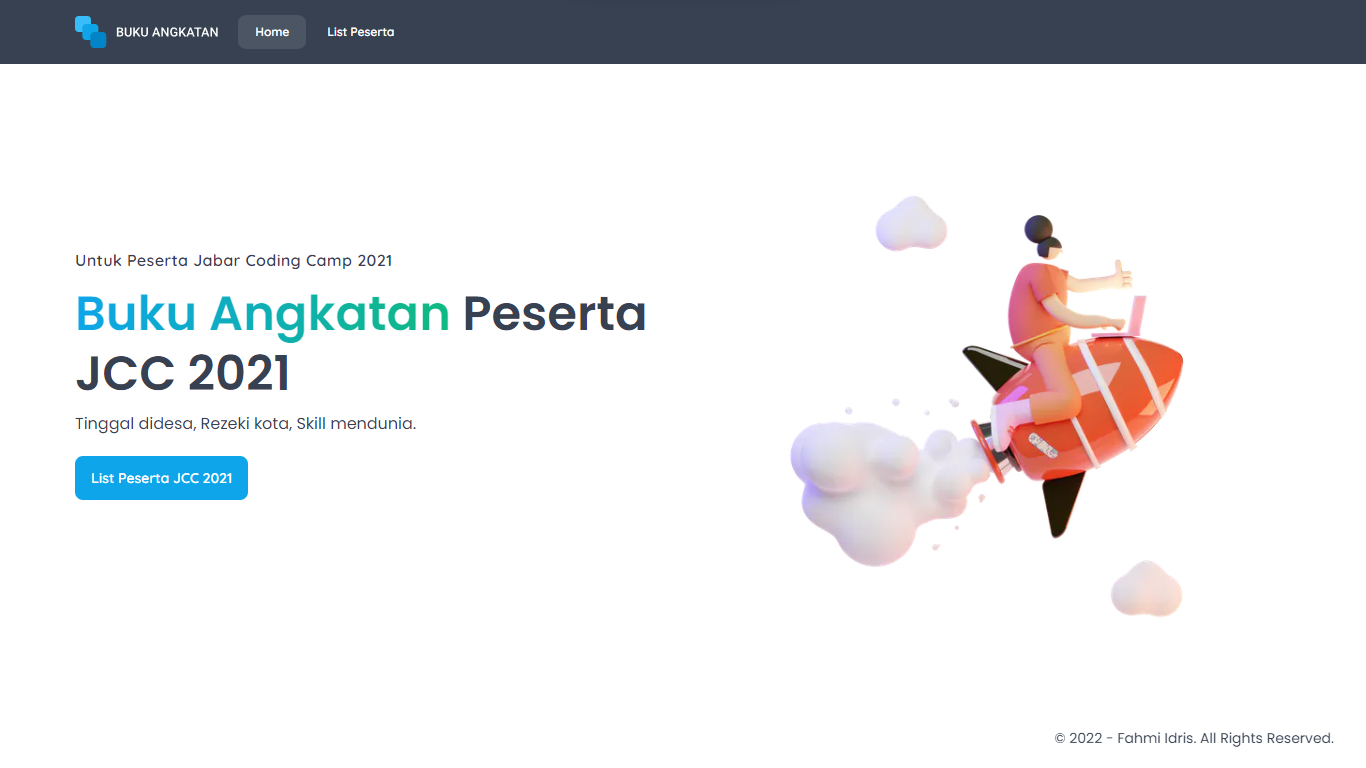 BUKU ANGKATAN
Home
List Peserta
Untuk Peserta Jabar Coding Camp 2021
Buku Angkatan Peserta
JCC 2021
Tinggal didesa, Rezeki kota, Skill mendunia.
List Peserta JCC 2021
© 2022 - Fahmi Idris. All Rights Reserved.